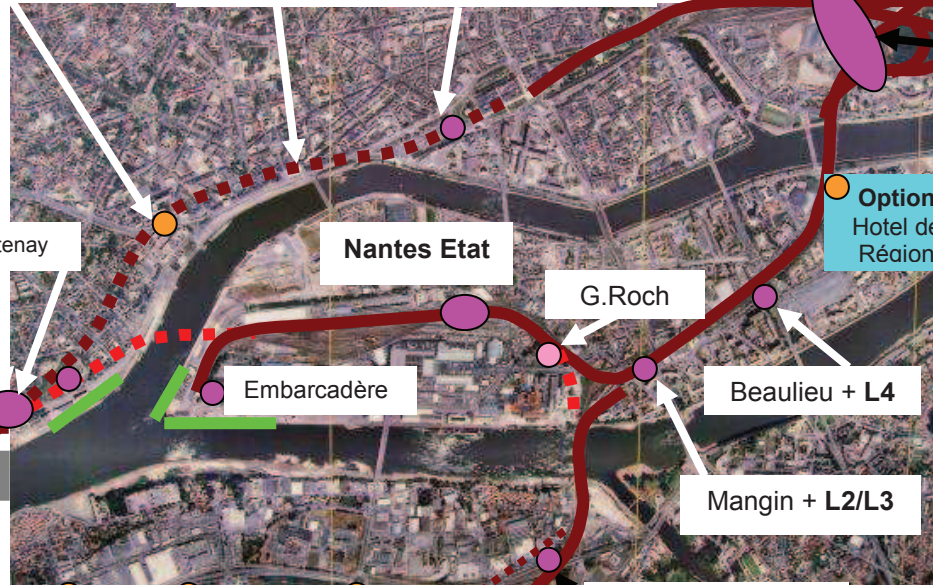 Option
Hotel de
Région
tenay
Nantes Etat
G.Roch
Embarcadère
Beaulieu + L4
Mangin + L2/L3